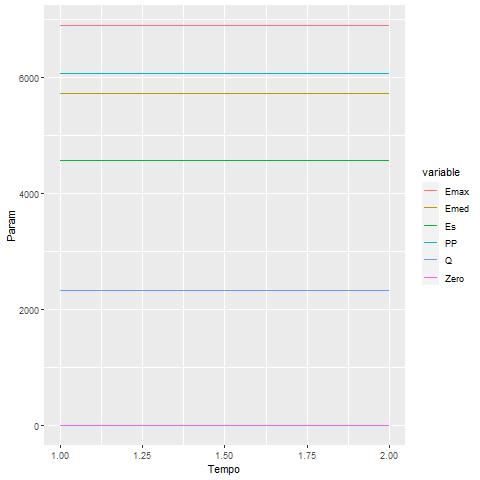 6000
4000
2000
0
Param
1.00 1.25 1.50 1.75 2.00
Tempo
variable
Emax
Emed
Es
PP
Q
Zero